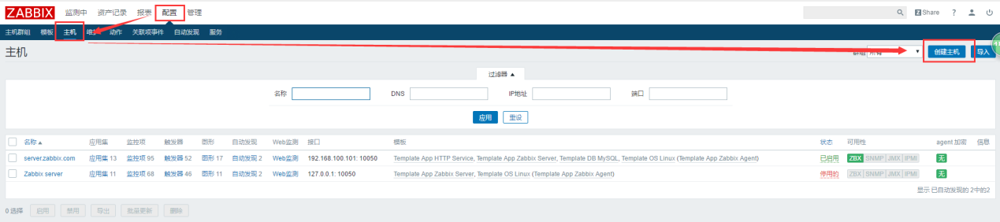 ZABBIX 监测中 资产记录 报表 配置 管理 Share ?
主机群组 模板 主机 动作 关联项事件 自动发现 服务
主机 群组 所有 创建主机 导入
过滤器 ▲
名称 DNS IP地址 端口
应用 重设
名称 ▲ 应用集 监控项 触发器 图形 自动发现 Web监测 接口 模板 状态 可用性 agent 加密 信息
server.zabbix.com 应用集 13 监控项 95 触发器 52 图形 17 自动发现 2 Web监测 192.168.100.101: 10050 Template App HTTP Service, Template App Zabbix Server, Template DB MySQL, Template OS Linux (Template App Zabbix Agent) 已启用 ZBX SNMP JMX IPMI 无
Zabbix server 应用集 11 监控项 68 触发器 46 图形 11 自动发现 2 Web监测 127.0.0.1: 10050 Template App Zabbix Server, Template OS Linux (Template App Zabbix Agent) 停用的 ZBX SNMP JMX IPMI 无
显示 已自动发现的 2中的2
0 选择 启用 禁用 导出 批量更新 删除